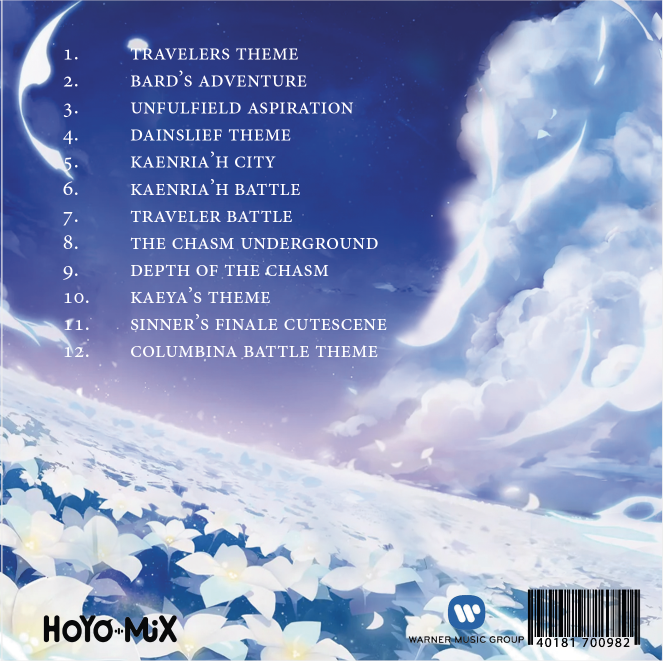 1. TRAVELERS THEME
2. BARD'S ADVENTURE
3. UNFULFIELD ASPIRATION
4. DAINSLIEF THEME
5. KAENRIA'H CITY
6. KAENRIA'H BATTLE
7. TRAVELER BATTLE
8. THE CHASM UNDERGROUND
9. DEPTH OF THE CHASM
10. KAEYA'S THEME
11. SINNER'S FINALE CUTESCENE
12. COLUMBINA BATTLE THEME
HOYO-MiX
WARNER MUSIC GROUP
40181 700982